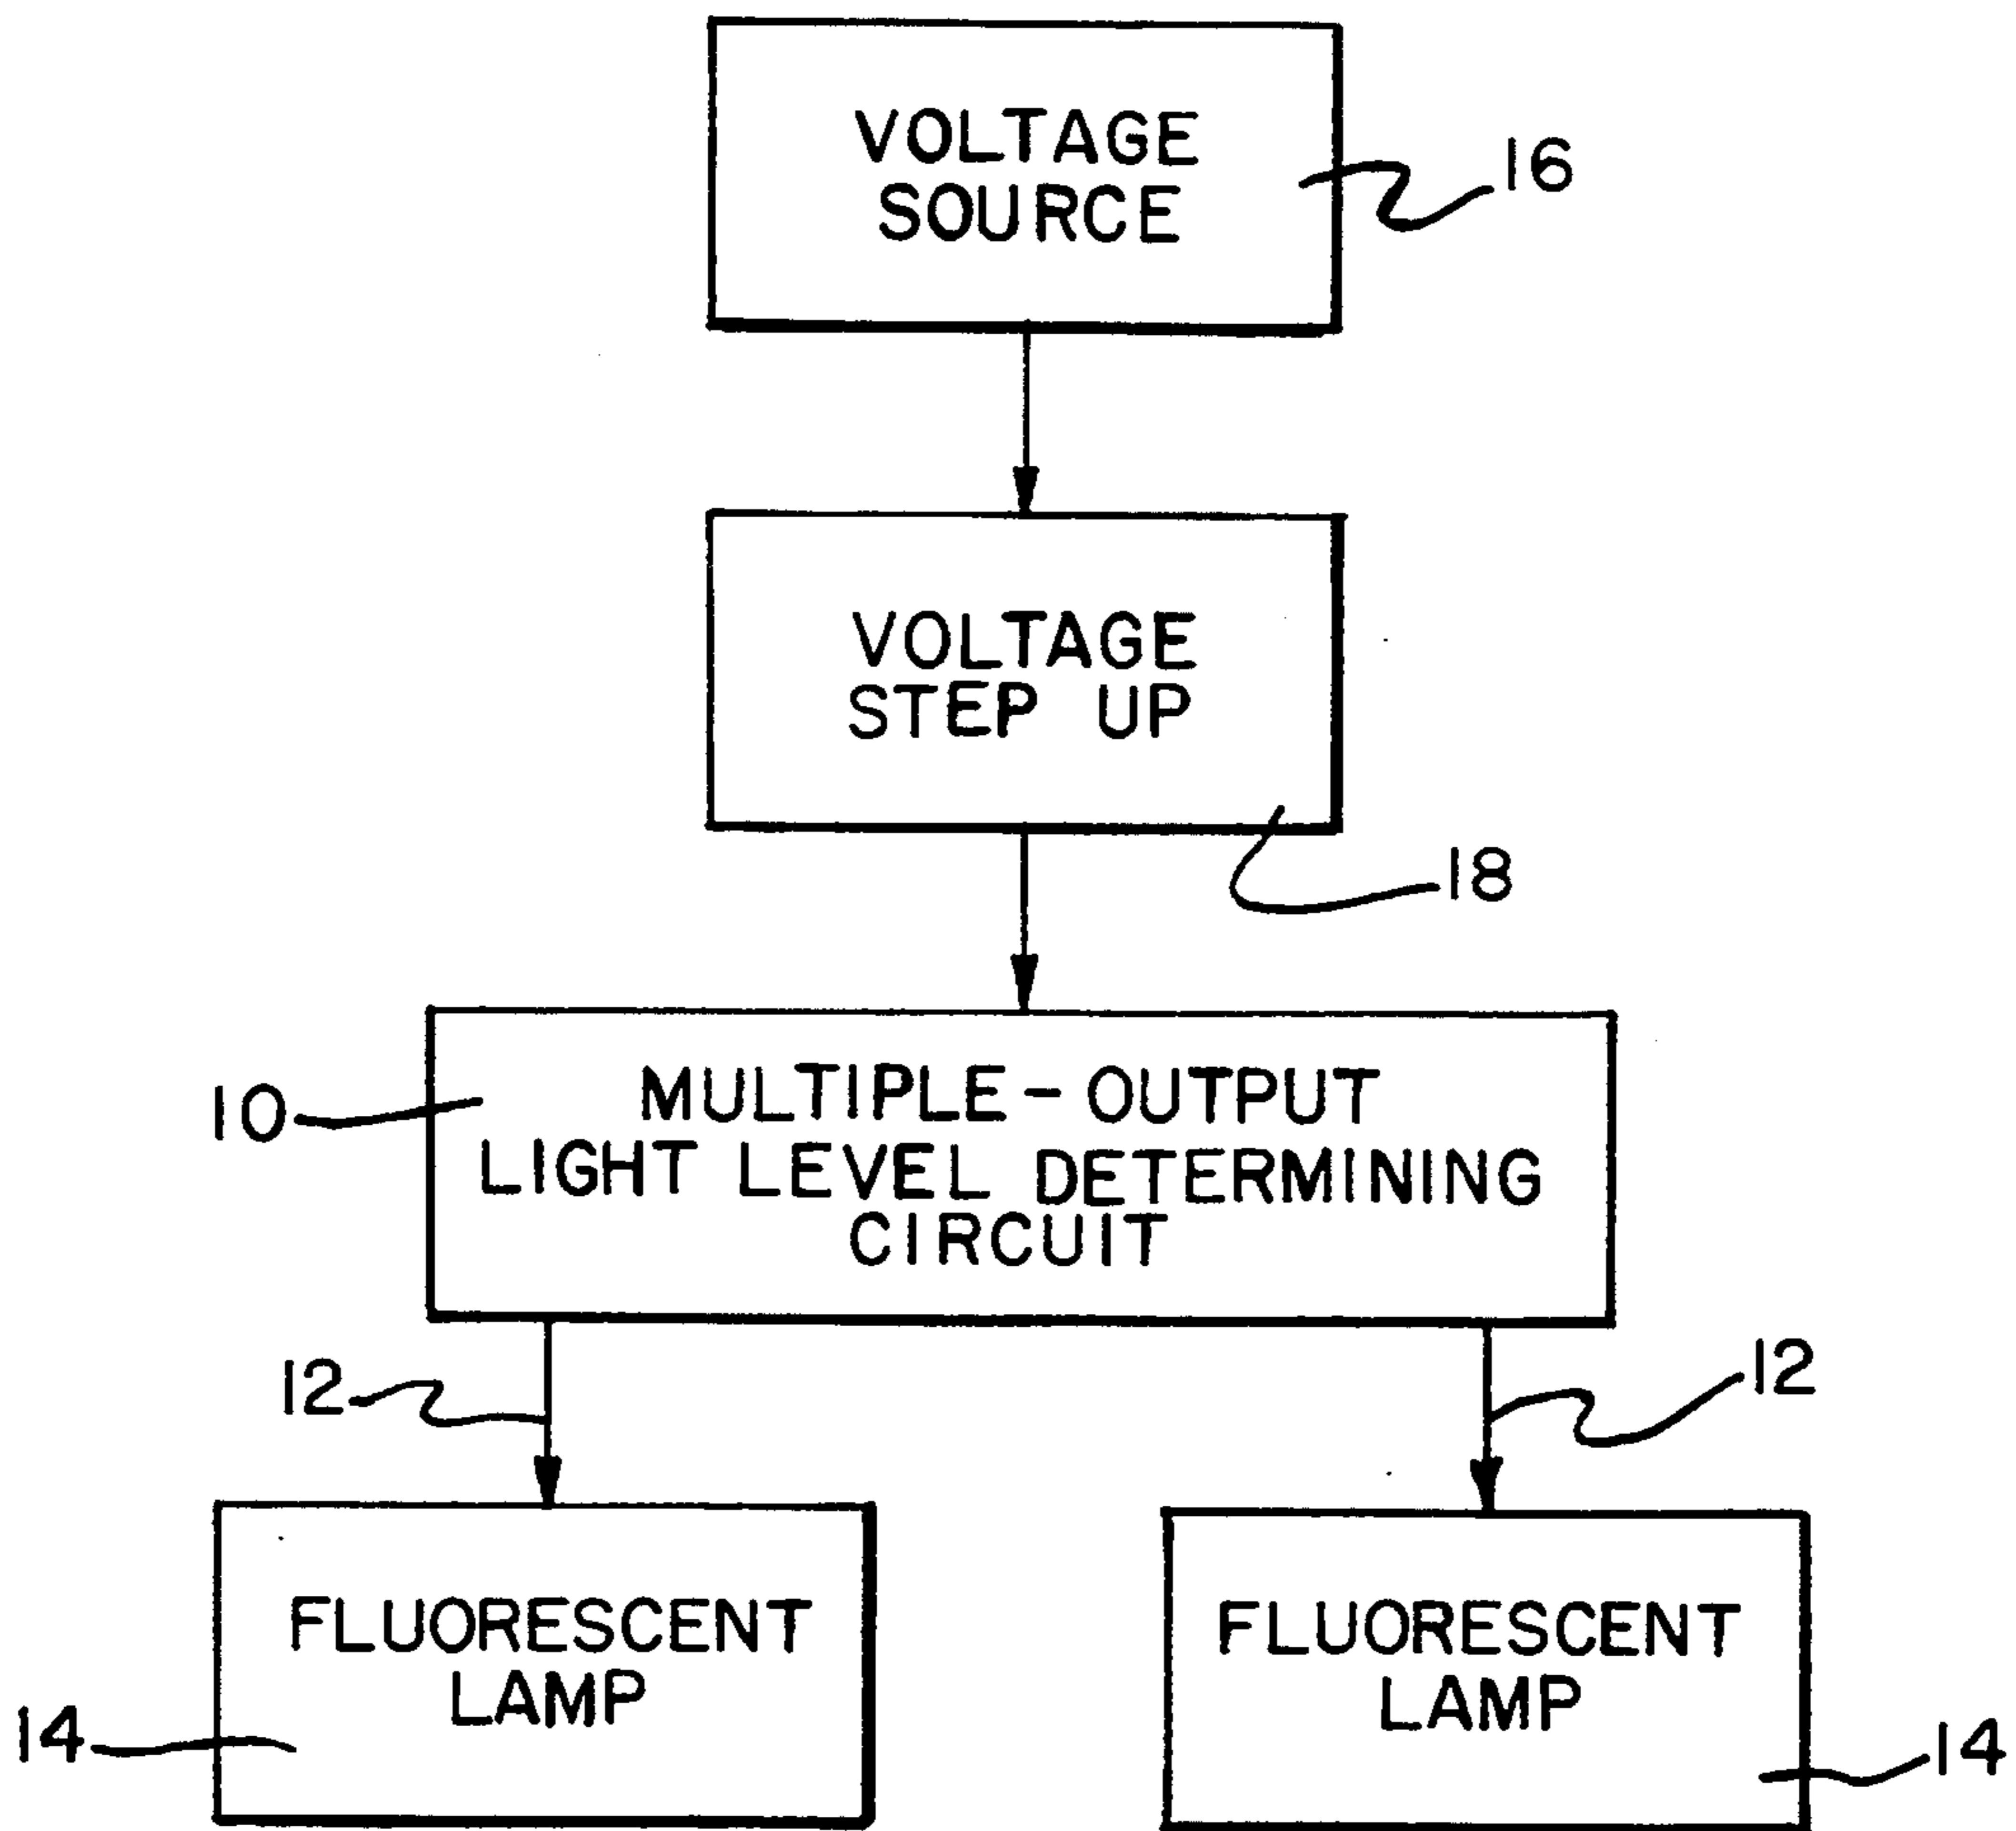 VOLTAGE
SOURCE
16
VOLTAGE
STEP UP
18
10
MULTIPLE-OUTPUT
LIGHT LEVEL DETERMINING
CIRCUIT
12
12
FLUORESCENT
LAMP
14
FLUORESCENT
LAMP
14